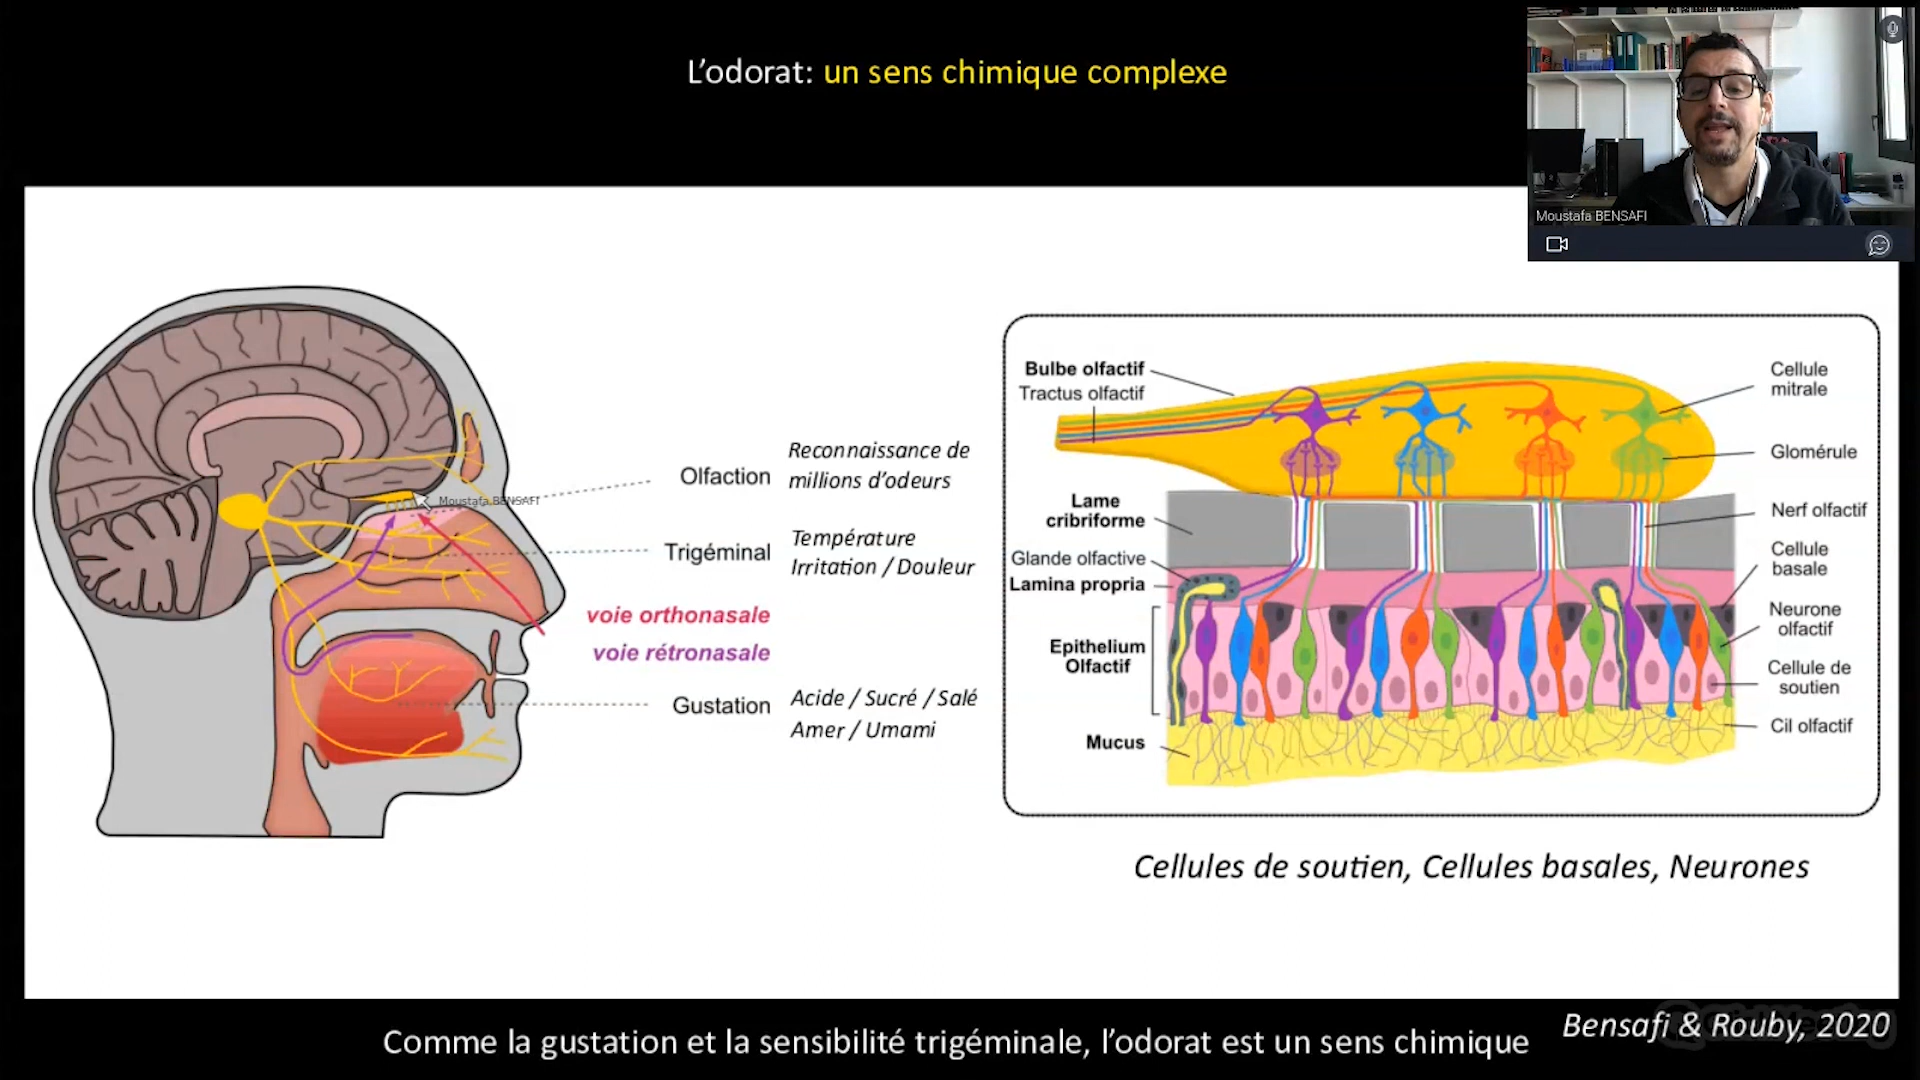 L'odorat: un sens chimique complexe
Moustafa BENSAFI
Olfaction
Reconnaissance de
millions d'odeurs
Moustafa BENSAFI
Trigéminal
Température
Irritation / Douleur
voie orthonasale
voie rétronasale
Gustation
Acide / Sucré / Salé
Amer / Umami
Bulbe olfactif
Tractus olfactif
Lame
cribriforme
Glande olfactive
Lamina propria
Epithelium
Olfactif
Mucus
Cellule
mitrale
Glomérule
Nerf olfactif
Cellule
basale
Neurone
olfactif
Cellule de
soutien
Cil olfactif
Cellules de soutien, Cellules basales, Neurones
Bensafi & Rouby, 2020
Comme la gustation et la sensibilité trigéminale, l'odorat est un sens chimique